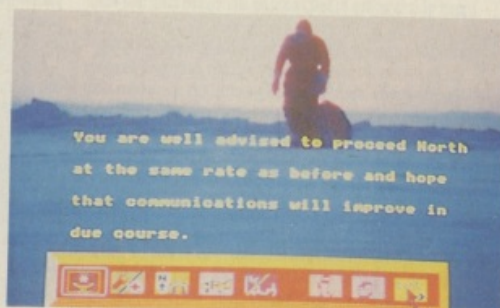 You are well advised to proceed North
at the same rate as before and hope
that communications will improve in
due course.